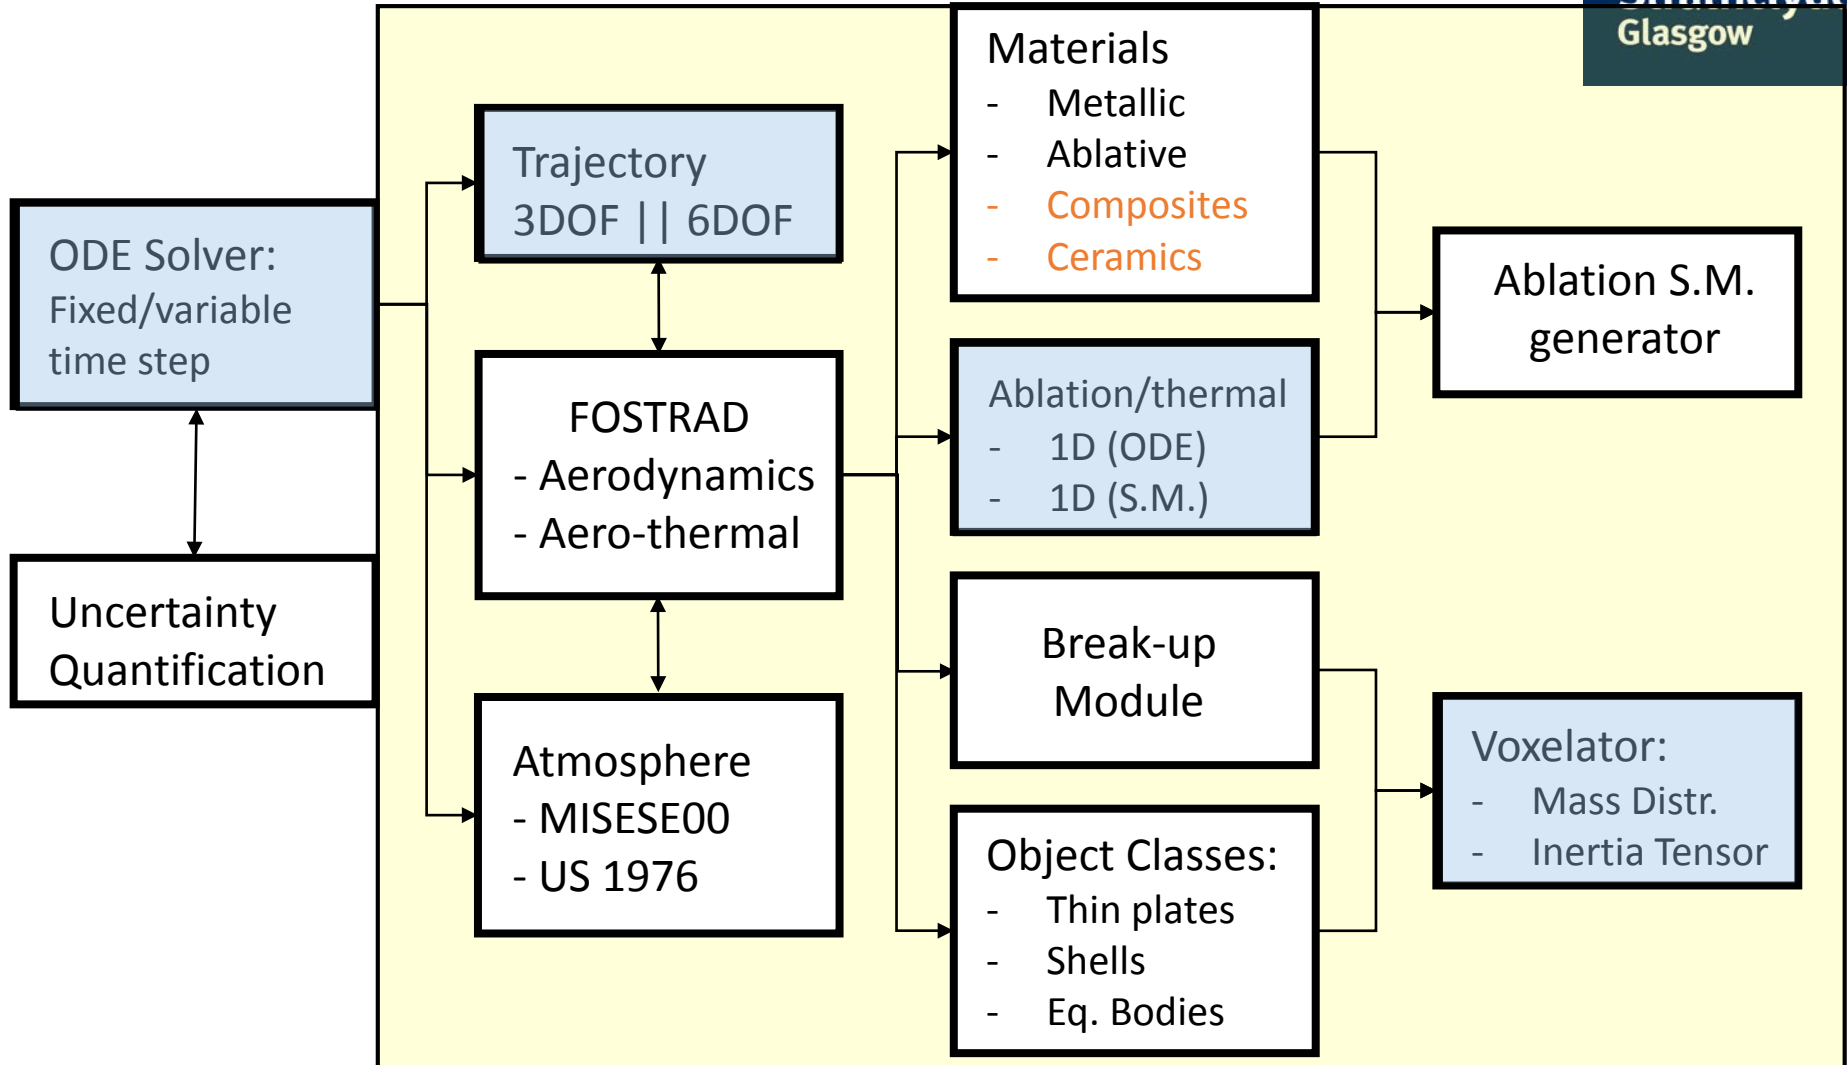 Glasgow
ODE Solver:
Fixed/variable
time step
Uncertainty
Quantification
Trajectory
3DOF || 6DOF
FOSTRAD
- Aerodynamics
- Aero-thermal
Atmosphere
- MISESE00
- US 1976
Materials
- Metallic
- Ablative
- Composites
- Ceramics
Ablation/thermal
- 1D (ODE)
- 1D (S.M.)
Break-up
Module
Object Classes:
- Thin plates
- Shells
- Eq. Bodies
Ablation S.M.
generator
Voxelator:
- Mass Distr.
- Inertia Tensor